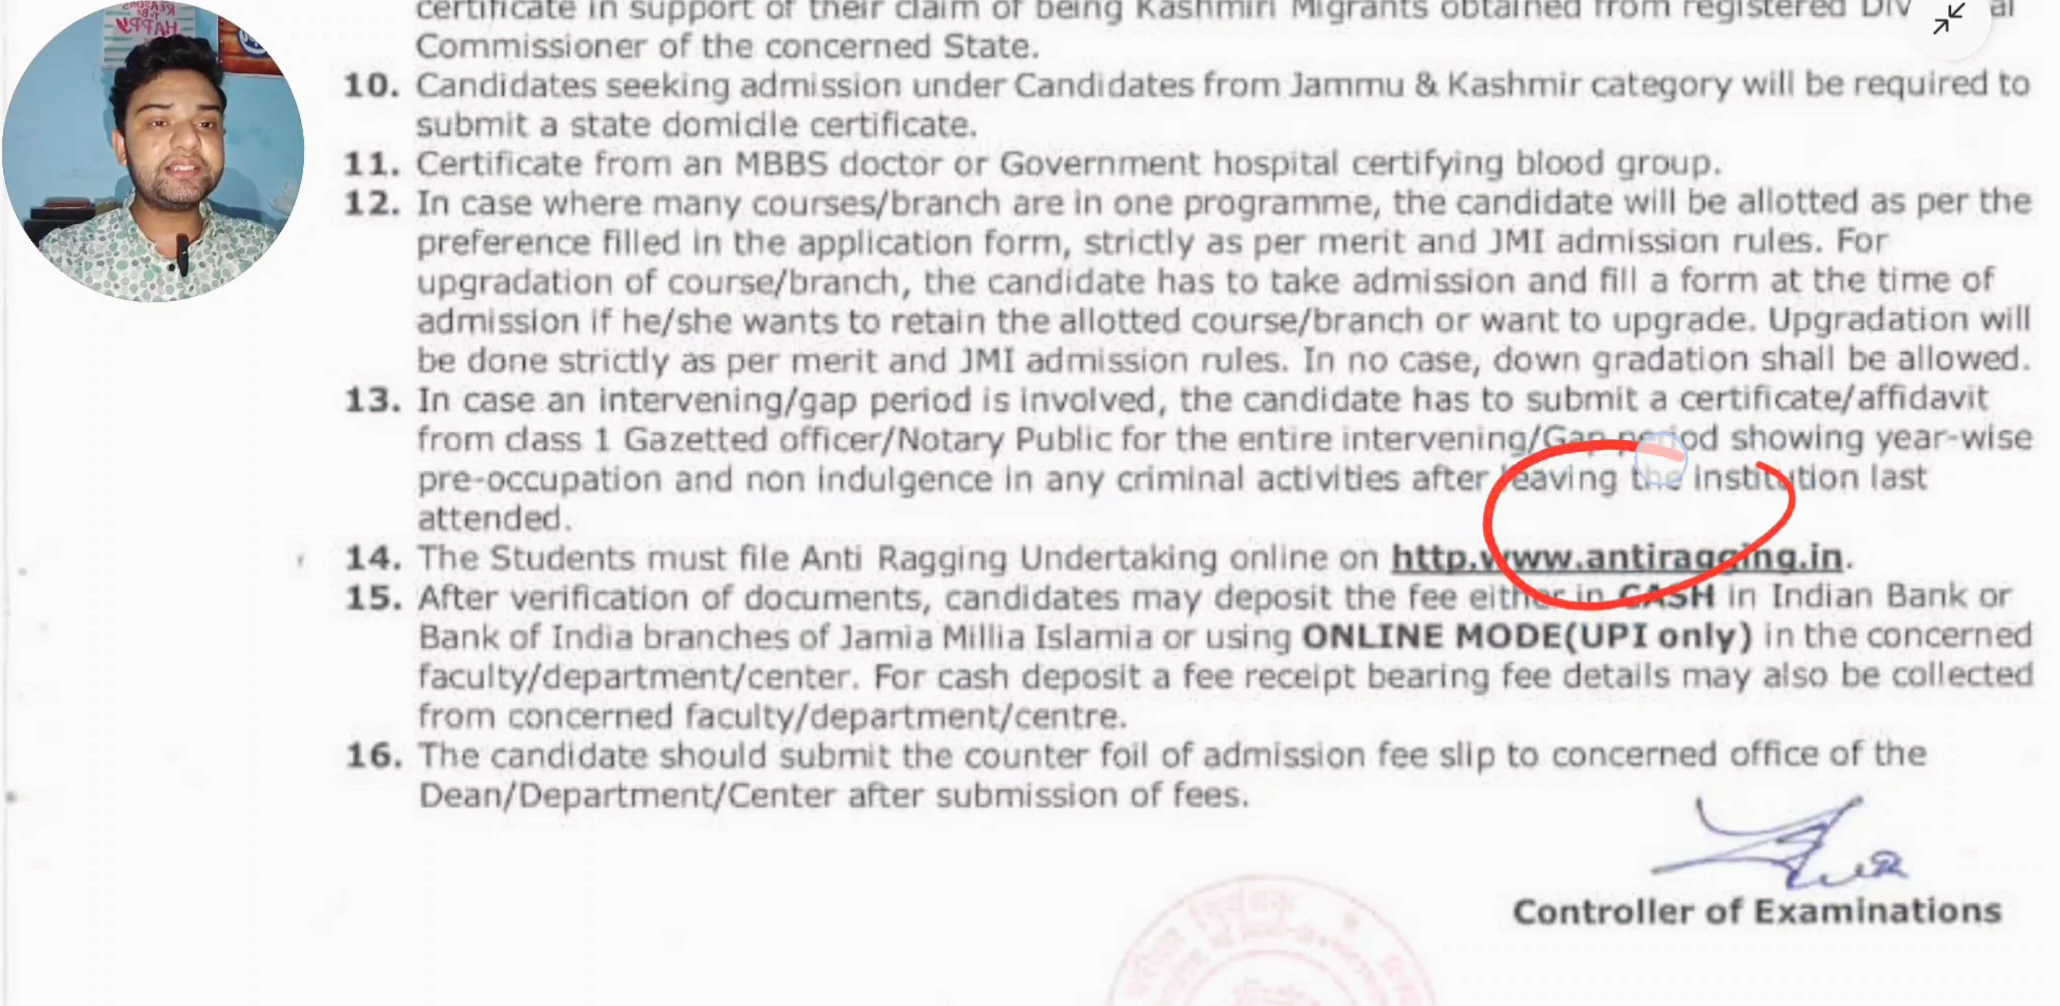 REASONS
TO BE
HAPPY
certificate in support of their claim of being Kashmiri Migrants obtained from registered
Commissioner of the concerned State.
10. Candidates seeking admission under Candidates from Jammu & Kashmir category will be required to
submit a state domicile certificate.
11. Certificate from an MBBS doctor or Government hospital certifying blood group.
12. In case where many courses/branch are in one programme, the candidate will be allotted as per the
preference filled in the application form, strictly as per merit and JMI admission rules. For
upgradation of course/branch, the candidate has to take admission and fill a form at the time of
admission if he/she wants to retain the allotted course/branch or want to upgrade. Upgradation will
be done strictly as per merit and JMI admission rules. In no case, down gradation shall be allowed.
13. In case an intervening/gap period is involved, the candidate has to submit a certificate/affidavit
from class 1 Gazetted officer/Notary Public for the entire intervening/Gap period showing year-wise
pre-occupation and non indulgence in any criminal activities after leaving the institution last
attended.
14. The Students must file Anti Ragging Undertaking online on http.www.antiragging.in.
15. After verification of documents, candidates may deposit the fee either in CASH in Indian Bank or
Bank of India branches of Jamia Millia Islamia or using ONLINE MODE(UPI only) in the concerned
faculty/department/center. For cash deposit a fee receipt bearing fee details may also be collected
from concerned faculty/department/centre.
16. The candidate should submit the counter foil of admission fee slip to concerned office of the
Dean/Department/Center after submission of fees.
Controller of Examinations